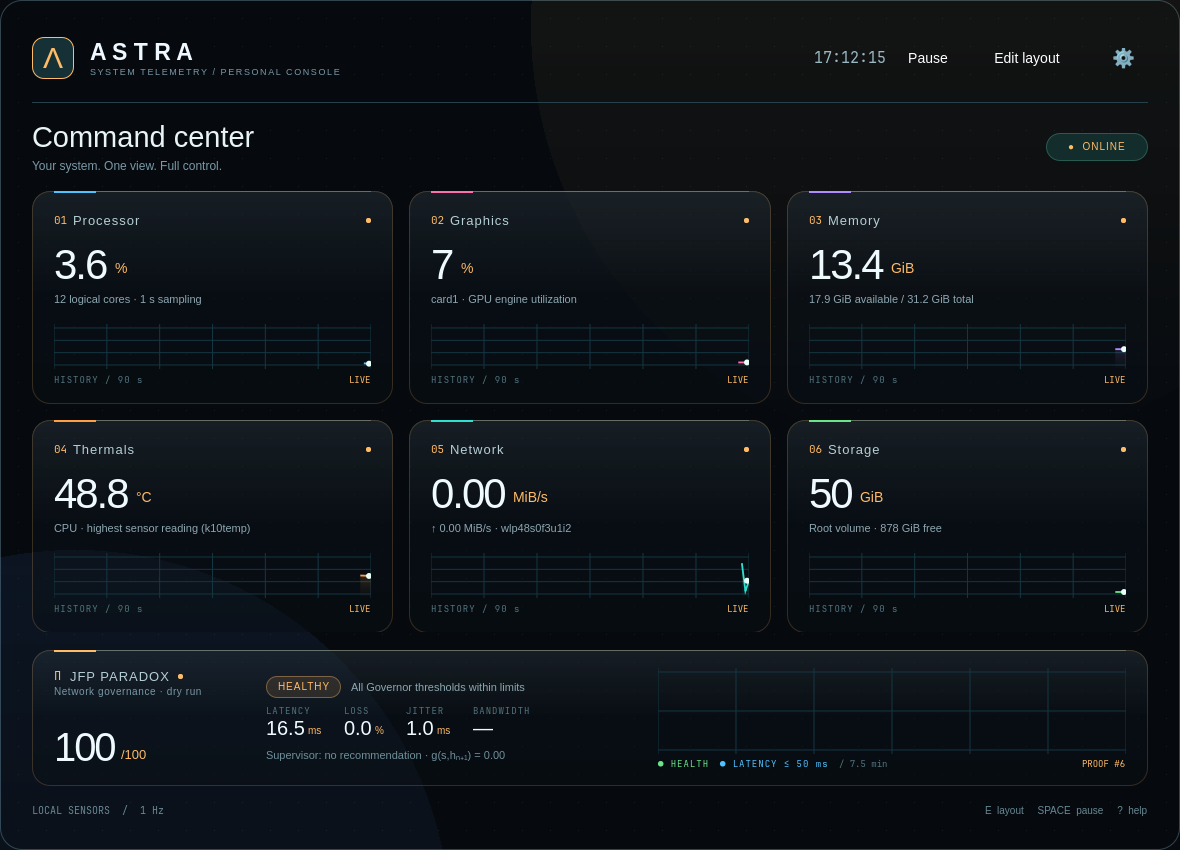 Λ ASTRA
SYSTEM TELEMETRY / PERSONAL CONSOLE
17:12:15 Pause Edit layout
Command center
Your system. One view. Full control.
● ONLINE
01 Processor
3.6 %
12 logical cores · 1 s sampling
HISTORY / 90 s LIVE
02 Graphics
7 %
card1 · GPU engine utilization
HISTORY / 90 s LIVE
03 Memory
13.4 GiB
17.9 GiB available / 31.2 GiB total
HISTORY / 90 s LIVE
04 Thermals
48.8 °C
CPU · highest sensor reading (k10temp)
HISTORY / 90 s LIVE
05 Network
0.00 MiB/s
↑ 0.00 MiB/s · wlp48s0f3u1i2
HISTORY / 90 s LIVE
06 Storage
50 GiB
Root volume · 878 GiB free
HISTORY / 90 s LIVE
Π JFP PARADOX
Network governance · dry run
100 /100
HEALTHY All Governor thresholds within limits
LATENCY LOSS JITTER BANDWIDTH
16.5 ms 0.0 % 1.0 ms —
Supervisor: no recommendation · g(s,hₙ₊₁) = 0.00
● HEALTH ● LATENCY ≤ 50 ms / 7.5 min PROOF #6
LOCAL SENSORS / 1 Hz
E layout SPACE pause ? help